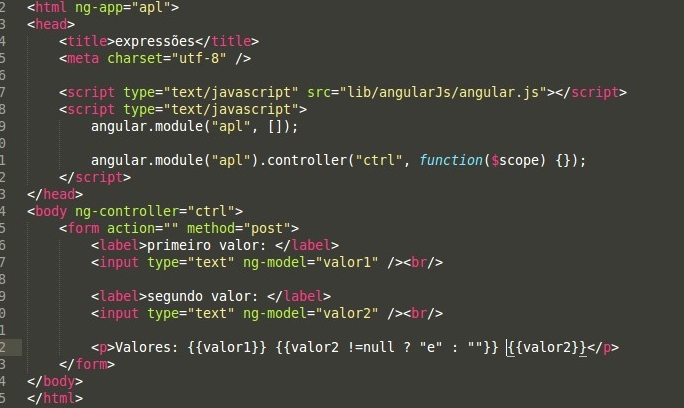 2 <html ng-app="apl">
3 <head>
4 <title>expressões</title>
5 <meta charset="utf-8" />
6
7 <script type="text/javascript" src="lib/angularJs/angular.js"></script>
8 <script type="text/javascript">
9 angular.module("apl", []);
0
1 angular.module("apl").controller("ctrl", function($scope) {});
2 </script>
3 </head>
4 <body ng-controller="ctrl">
5 <form action="" method="post">
6 <label>primeiro valor: </label>
7 <input type="text" ng-model="valor1" /><br/>
8
9 <label>segundo valor: </label>
0 <input type="text" ng-model="valor2" /><br/>
1
2 <p>Valores: {{valor1}} {{valor2 !=null ? "e" : ""}} {{valor2}}</p>
3 </form>
4 </body>
5 </html>